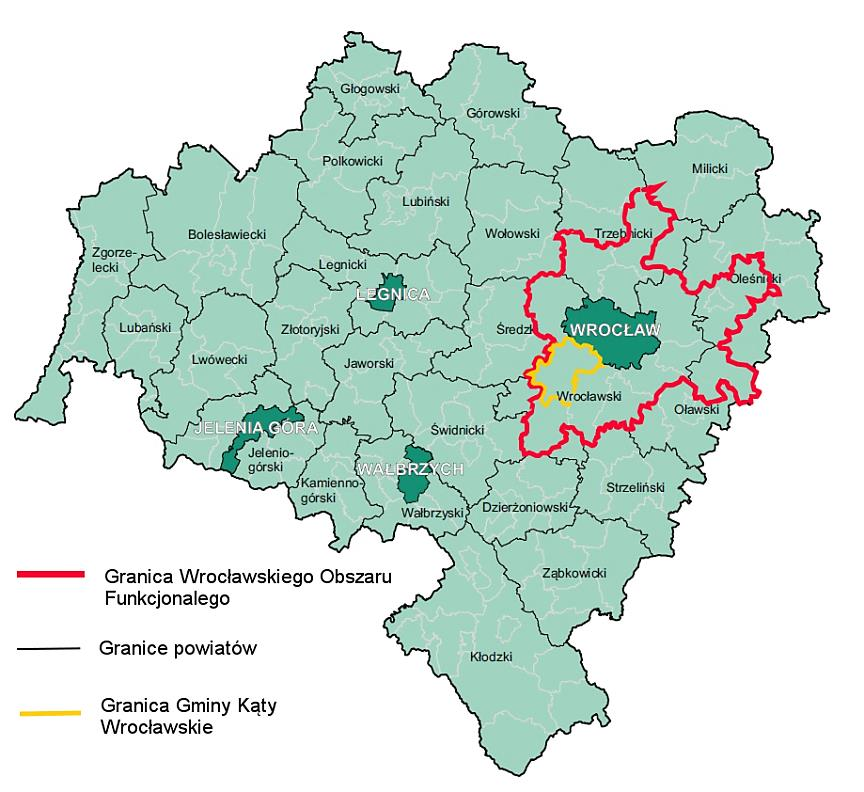 Głogowski
Górowski
Polkowicki
Milicki
Lubiński
Bolesławiecki
Wołowski
Trzebnicki
Zgorze-
lecki
Legnicki
Oleśnicki
LEGNICA
Lubański
Złotoryjski
Średzk
WROCŁAW
Lwówecki
Jaworski
Wrocławski
Oławski
JELENIA GÓRA
Świdnicki
Jelenio-
górski
WAŁBRZYCH
Kamienno-
górski
Strzeliński
Wałbrzyski
Dzierżoniowski
Ząbkowicki
Kłodzki
Granica Wrocławskiego Obszaru
Funkcjonalego
Granice powiatów
Granica Gminy Kąty
Wrocławskie